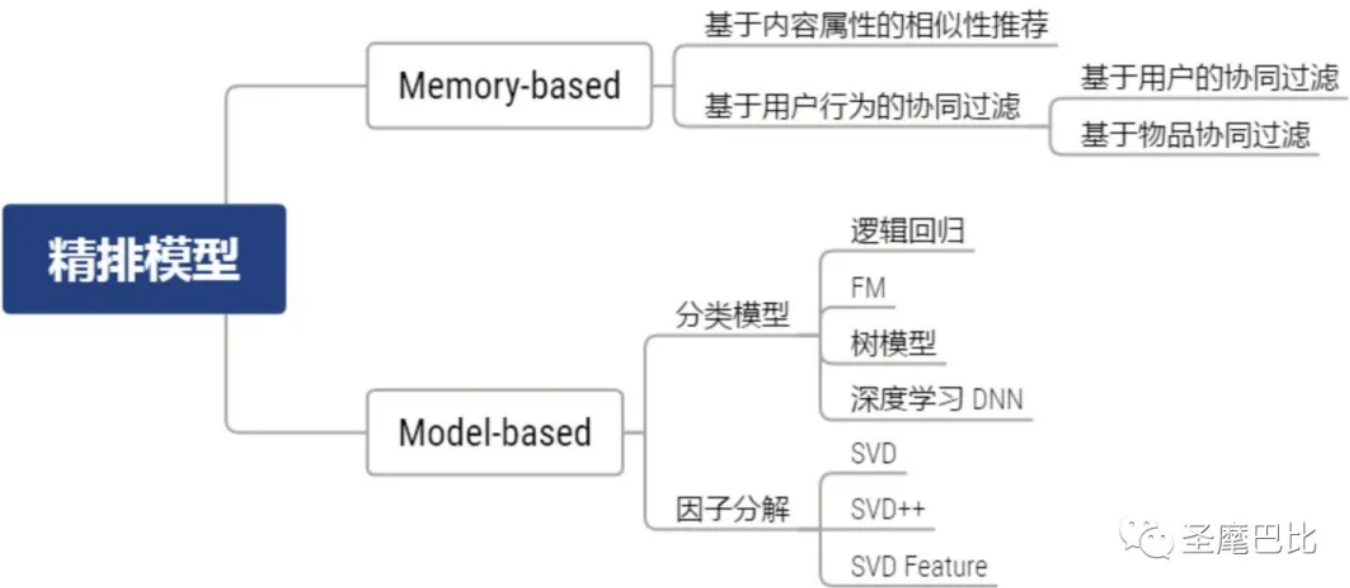 精排模型
Memory-based
基于内容属性的相似性推荐
基于用户行为的协同过滤
基于用户的协同过滤
基于物品协同过滤
Model-based
分类模型
逻辑回归
FM
树模型
深度学习 DNN
因子分解
SVD
SVD++
SVD Feature
圣麾巴比